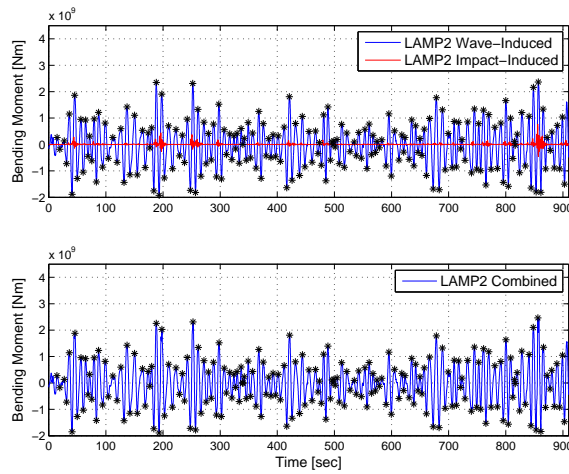 x 10^9
Bending Moment [Nm]
4
3
2
1
0
−1
−2
LAMP2 Wave−Induced
LAMP2 Impact−Induced
0 100 200 300 400 500 600 700 800 900
x 10^9
Bending Moment [Nm]
4
3
2
1
0
−1
−2
LAMP2 Combined
0 100 200 300 400 500 600 700 800 900
Time [sec]